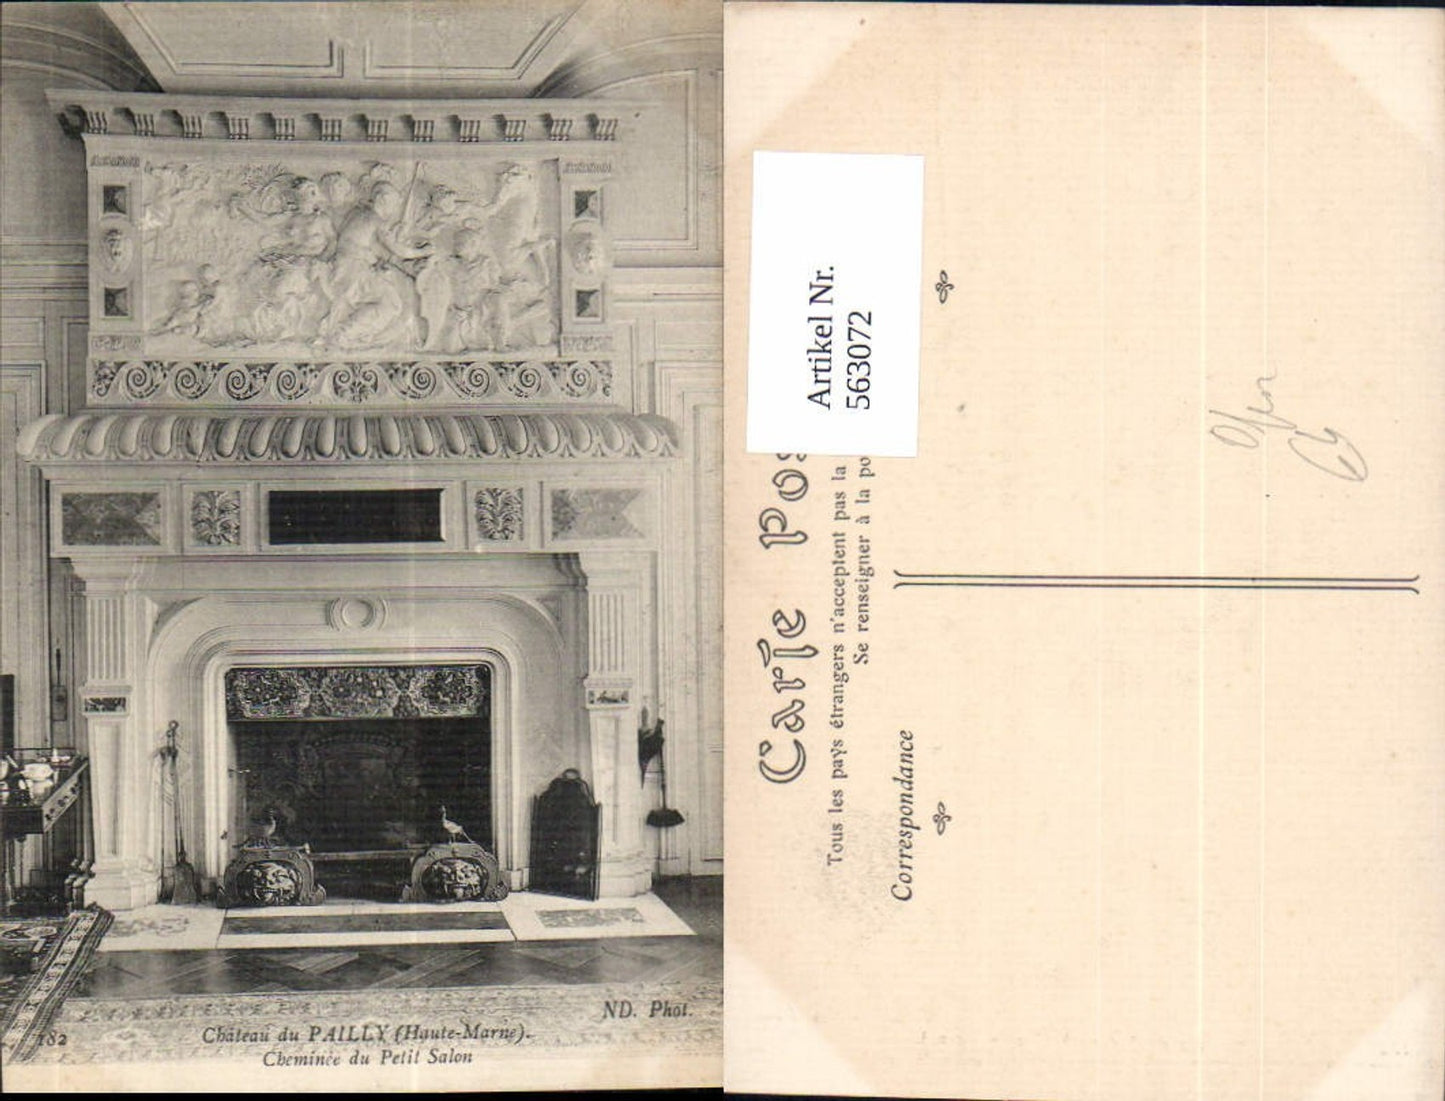 ND. Phot.
182
Château du PAILLY (Haute-Marne).
Cheminée du Petit Salon
Artikel Nr.
563072
Carte Pos
Tous les pays étrangers n'acceptent pas la
Se renseigner à la po
Correspondance
Ofen